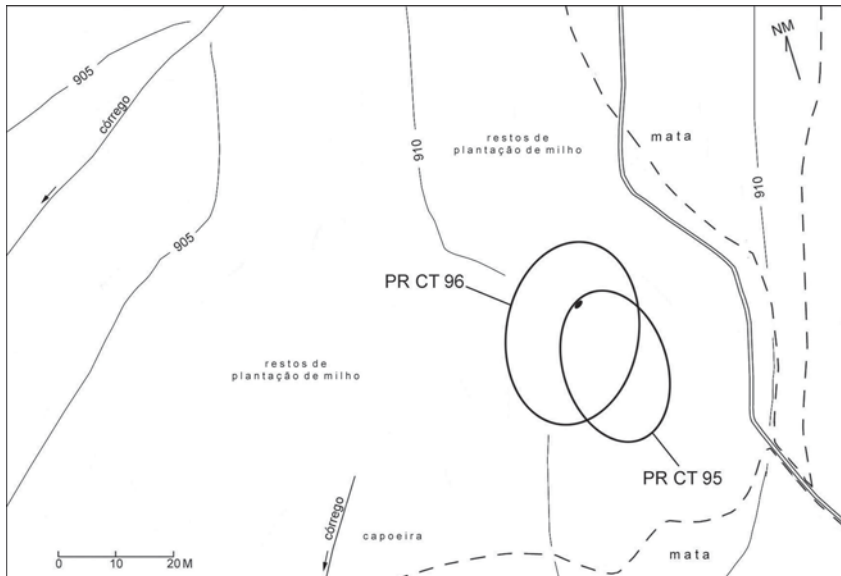 NM
905
córrego
restos de
plantação de milho
mata
910
910
905
PR CT 96
restos de
plantação de milho
PR CT 95
córrego
capoeira
mata
0 10 20 M